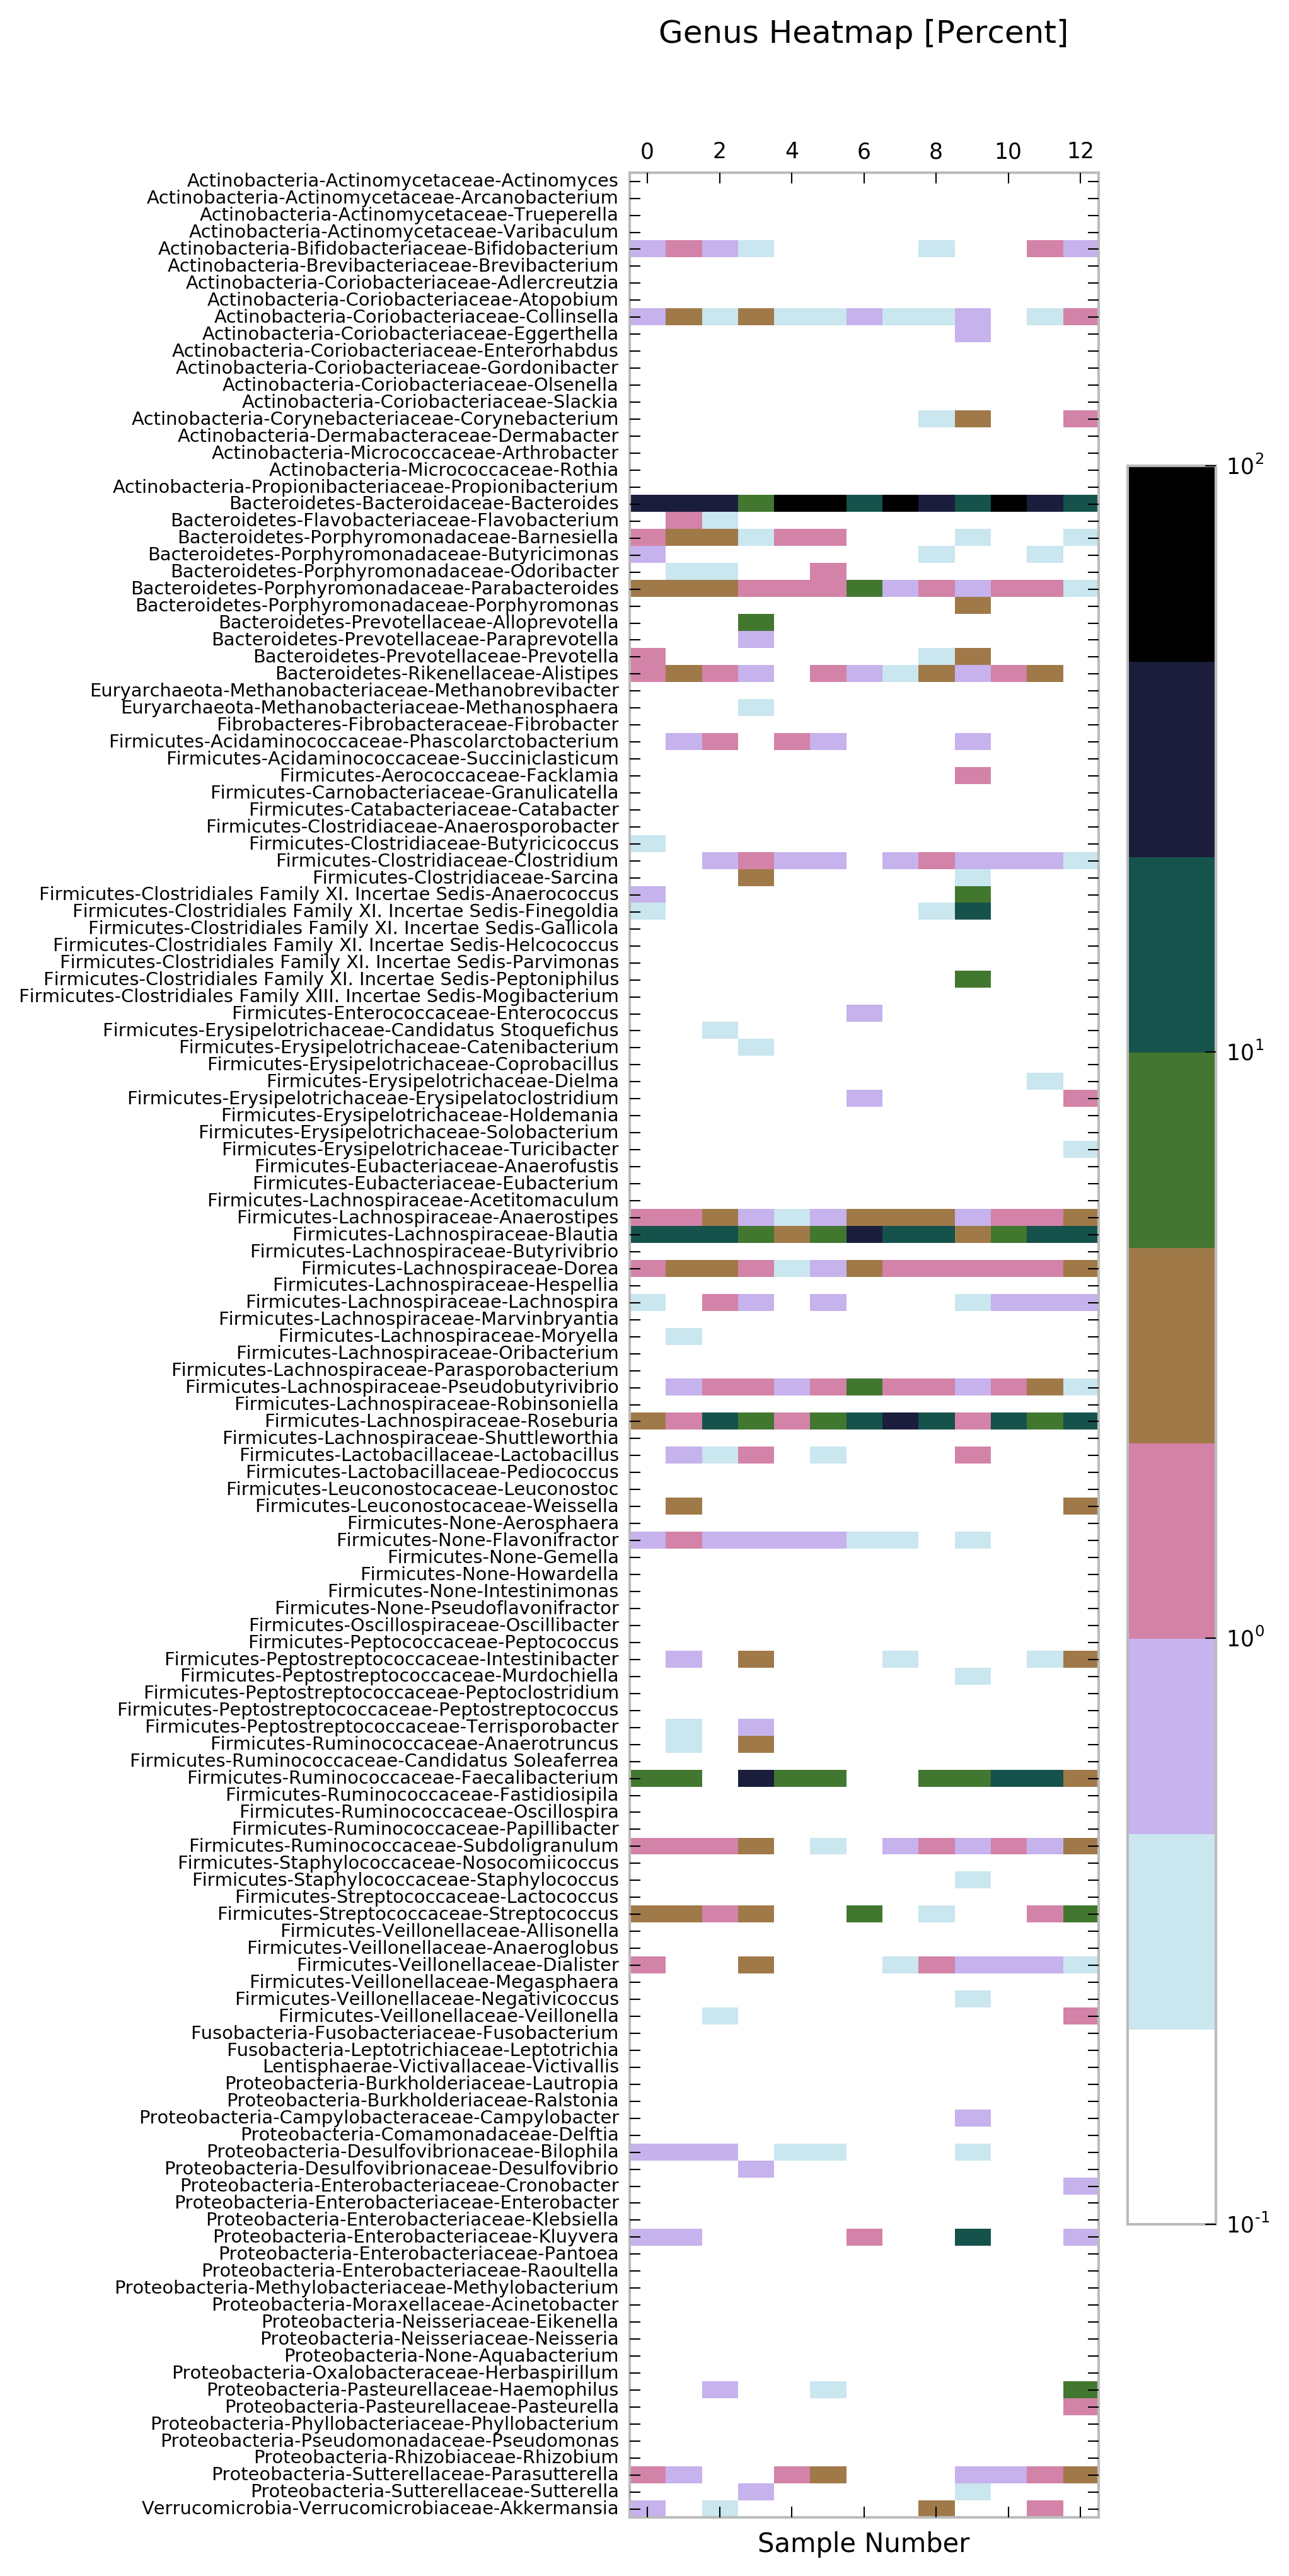 Genus Heatmap [Percent]
0 2 4 6 8 10 12
Actinobacteria-Actinomycetaceae-Actinomyces
Actinobacteria-Actinomycetaceae-Arcanobacterium
Actinobacteria-Actinomycetaceae-Trueperella
Actinobacteria-Actinomycetaceae-Varibaculum
Actinobacteria-Bifidobacteriaceae-Bifidobacterium
Actinobacteria-Brevibacteriaceae-Brevibacterium
Actinobacteria-Coriobacteriaceae-Adlercreutzia
Actinobacteria-Coriobacteriaceae-Atopobium
Actinobacteria-Coriobacteriaceae-Collinsella
Actinobacteria-Coriobacteriaceae-Eggerthella
Actinobacteria-Coriobacteriaceae-Enterorhabdus
Actinobacteria-Coriobacteriaceae-Gordonibacter
Actinobacteria-Coriobacteriaceae-Olsenella
Actinobacteria-Coriobacteriaceae-Slackia
Actinobacteria-Corynebacteriaceae-Corynebacterium
Actinobacteria-Dermabacteraceae-Dermabacter
Actinobacteria-Micrococcaceae-Arthrobacter
Actinobacteria-Micrococcaceae-Rothia
Actinobacteria-Propionibacteriaceae-Propionibacterium
Bacteroidetes-Bacteroidaceae-Bacteroides
Bacteroidetes-Flavobacteriaceae-Flavobacterium
Bacteroidetes-Porphyromonadaceae-Barnesiella
Bacteroidetes-Porphyromonadaceae-Butyricimonas
Bacteroidetes-Porphyromonadaceae-Odoribacter
Bacteroidetes-Porphyromonadaceae-Parabacteroides
Bacteroidetes-Porphyromonadaceae-Porphyromonas
Bacteroidetes-Prevotellaceae-Alloprevotella
Bacteroidetes-Prevotellaceae-Paraprevotella
Bacteroidetes-Prevotellaceae-Prevotella
Bacteroidetes-Rikenellaceae-Alistipes
Euryarchaeota-Methanobacteriaceae-Methanobrevibacter
Euryarchaeota-Methanobacteriaceae-Methanosphaera
Fibrobacteres-Fibrobacteraceae-Fibrobacter
Firmicutes-Acidaminococcaceae-Phascolarctobacterium
Firmicutes-Acidaminococcaceae-Succiniclasticum
Firmicutes-Aerococcaceae-Facklamia
Firmicutes-Carnobacteriaceae-Granulicatella
Firmicutes-Catabacteriaceae-Catabacter
Firmicutes-Clostridiaceae-Anaerosporobacter
Firmicutes-Clostridiaceae-Butyricicoccus
Firmicutes-Clostridiaceae-Clostridium
Firmicutes-Clostridiaceae-Sarcina
Firmicutes-Clostridiales Family XI. Incertae Sedis-Anaerococcus
Firmicutes-Clostridiales Family XI. Incertae Sedis-Finegoldia
Firmicutes-Clostridiales Family XI. Incertae Sedis-Gallicola
Firmicutes-Clostridiales Family XI. Incertae Sedis-Helcococcus
Firmicutes-Clostridiales Family XI. Incertae Sedis-Parvimonas
Firmicutes-Clostridiales Family XI. Incertae Sedis-Peptoniphilus
Firmicutes-Clostridiales Family XIII. Incertae Sedis-Mogibacterium
Firmicutes-Enterococcaceae-Enterococcus
Firmicutes-Erysipelotrichaceae-Candidatus Stoquefichus
Firmicutes-Erysipelotrichaceae-Catenibacterium
Firmicutes-Erysipelotrichaceae-Coprobacillus
Firmicutes-Erysipelotrichaceae-Dielma
Firmicutes-Erysipelotrichaceae-Erysipelatoclostridium
Firmicutes-Erysipelotrichaceae-Holdemania
Firmicutes-Erysipelotrichaceae-Solobacterium
Firmicutes-Erysipelotrichaceae-Turicibacter
Firmicutes-Eubacteriaceae-Anaerofustis
Firmicutes-Eubacteriaceae-Eubacterium
Firmicutes-Lachnospiraceae-Acetitomaculum
Firmicutes-Lachnospiraceae-Anaerostipes
Firmicutes-Lachnospiraceae-Blautia
Firmicutes-Lachnospiraceae-Butyrivibrio
Firmicutes-Lachnospiraceae-Dorea
Firmicutes-Lachnospiraceae-Hespellia
Firmicutes-Lachnospiraceae-Lachnospira
Firmicutes-Lachnospiraceae-Marvinbryantia
Firmicutes-Lachnospiraceae-Moryella
Firmicutes-Lachnospiraceae-Oribacterium
Firmicutes-Lachnospiraceae-Parasporobacterium
Firmicutes-Lachnospiraceae-Pseudobutyrivibrio
Firmicutes-Lachnospiraceae-Robinsoniella
Firmicutes-Lachnospiraceae-Roseburia
Firmicutes-Lachnospiraceae-Shuttleworthia
Firmicutes-Lactobacillaceae-Lactobacillus
Firmicutes-Lactobacillaceae-Pediococcus
Firmicutes-Leuconostocaceae-Leuconostoc
Firmicutes-Leuconostocaceae-Weissella
Firmicutes-None-Aerosphaera
Firmicutes-None-Flavonifractor
Firmicutes-None-Gemella
Firmicutes-None-Howardella
Firmicutes-None-Intestinimonas
Firmicutes-None-Pseudoflavonifractor
Firmicutes-Oscillospiraceae-Oscillibacter
Firmicutes-Peptococcaceae-Peptococcus
Firmicutes-Peptostreptococcaceae-Intestinibacter
Firmicutes-Peptostreptococcaceae-Murdochiella
Firmicutes-Peptostreptococcaceae-Peptoclostridium
Firmicutes-Peptostreptococcaceae-Peptostreptococcus
Firmicutes-Peptostreptococcaceae-Terrisporobacter
Firmicutes-Ruminococcaceae-Anaerotruncus
Firmicutes-Ruminococcaceae-Candidatus Soleaferrea
Firmicutes-Ruminococcaceae-Faecalibacterium
Firmicutes-Ruminococcaceae-Fastidiosipila
Firmicutes-Ruminococcaceae-Oscillospira
Firmicutes-Ruminococcaceae-Papillibacter
Firmicutes-Ruminococcaceae-Subdoligranulum
Firmicutes-Staphylococcaceae-Nosocomiicoccus
Firmicutes-Staphylococcaceae-Staphylococcus
Firmicutes-Streptococcaceae-Lactococcus
Firmicutes-Streptococcaceae-Streptococcus
Firmicutes-Veillonellaceae-Allisonella
Firmicutes-Veillonellaceae-Anaeroglobus
Firmicutes-Veillonellaceae-Dialister
Firmicutes-Veillonellaceae-Megasphaera
Firmicutes-Veillonellaceae-Negativicoccus
Firmicutes-Veillonellaceae-Veillonella
Fusobacteria-Fusobacteriaceae-Fusobacterium
Fusobacteria-Leptotrichiaceae-Leptotrichia
Lentisphaerae-Victivallaceae-Victivallis
Proteobacteria-Burkholderiaceae-Lautropia
Proteobacteria-Burkholderiaceae-Ralstonia
Proteobacteria-Campylobacteraceae-Campylobacter
Proteobacteria-Comamonadaceae-Delftia
Proteobacteria-Desulfovibrionaceae-Bilophila
Proteobacteria-Desulfovibrionaceae-Desulfovibrio
Proteobacteria-Enterobacteriaceae-Cronobacter
Proteobacteria-Enterobacteriaceae-Enterobacter
Proteobacteria-Enterobacteriaceae-Klebsiella
Proteobacteria-Enterobacteriaceae-Kluyvera
Proteobacteria-Enterobacteriaceae-Pantoea
Proteobacteria-Enterobacteriaceae-Raoultella
Proteobacteria-Methylobacteriaceae-Methylobacterium
Proteobacteria-Moraxellaceae-Acinetobacter
Proteobacteria-Neisseriaceae-Eikenella
Proteobacteria-Neisseriaceae-Neisseria
Proteobacteria-None-Aquabacterium
Proteobacteria-Oxalobacteraceae-Herbaspirillum
Proteobacteria-Pasteurellaceae-Haemophilus
Proteobacteria-Pasteurellaceae-Pasteurella
Proteobacteria-Phyllobacteriaceae-Phyllobacterium
Proteobacteria-Pseudomonadaceae-Pseudomonas
Proteobacteria-Rhizobiaceae-Rhizobium
Proteobacteria-Sutterellaceae-Parasutterella
Proteobacteria-Sutterellaceae-Sutterella
Verrucomicrobia-Verrucomicrobiaceae-Akkermansia
Sample Number
10²
10¹
10⁰
10⁻¹